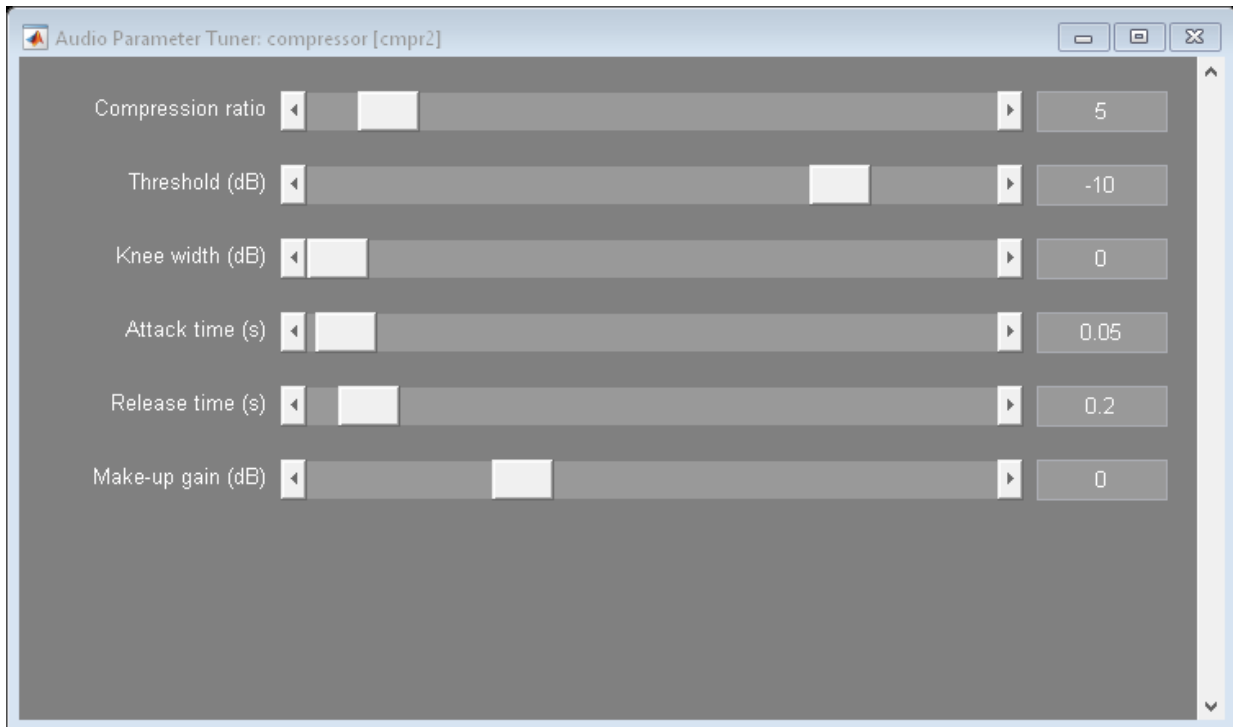 Audio Parameter Tuner: compressor [cmpr2]
Compression ratio 5
Threshold (dB) -10
Knee width (dB) 0
Attack time (s) 0.05
Release time (s) 0.2
Make-up gain (dB) 0